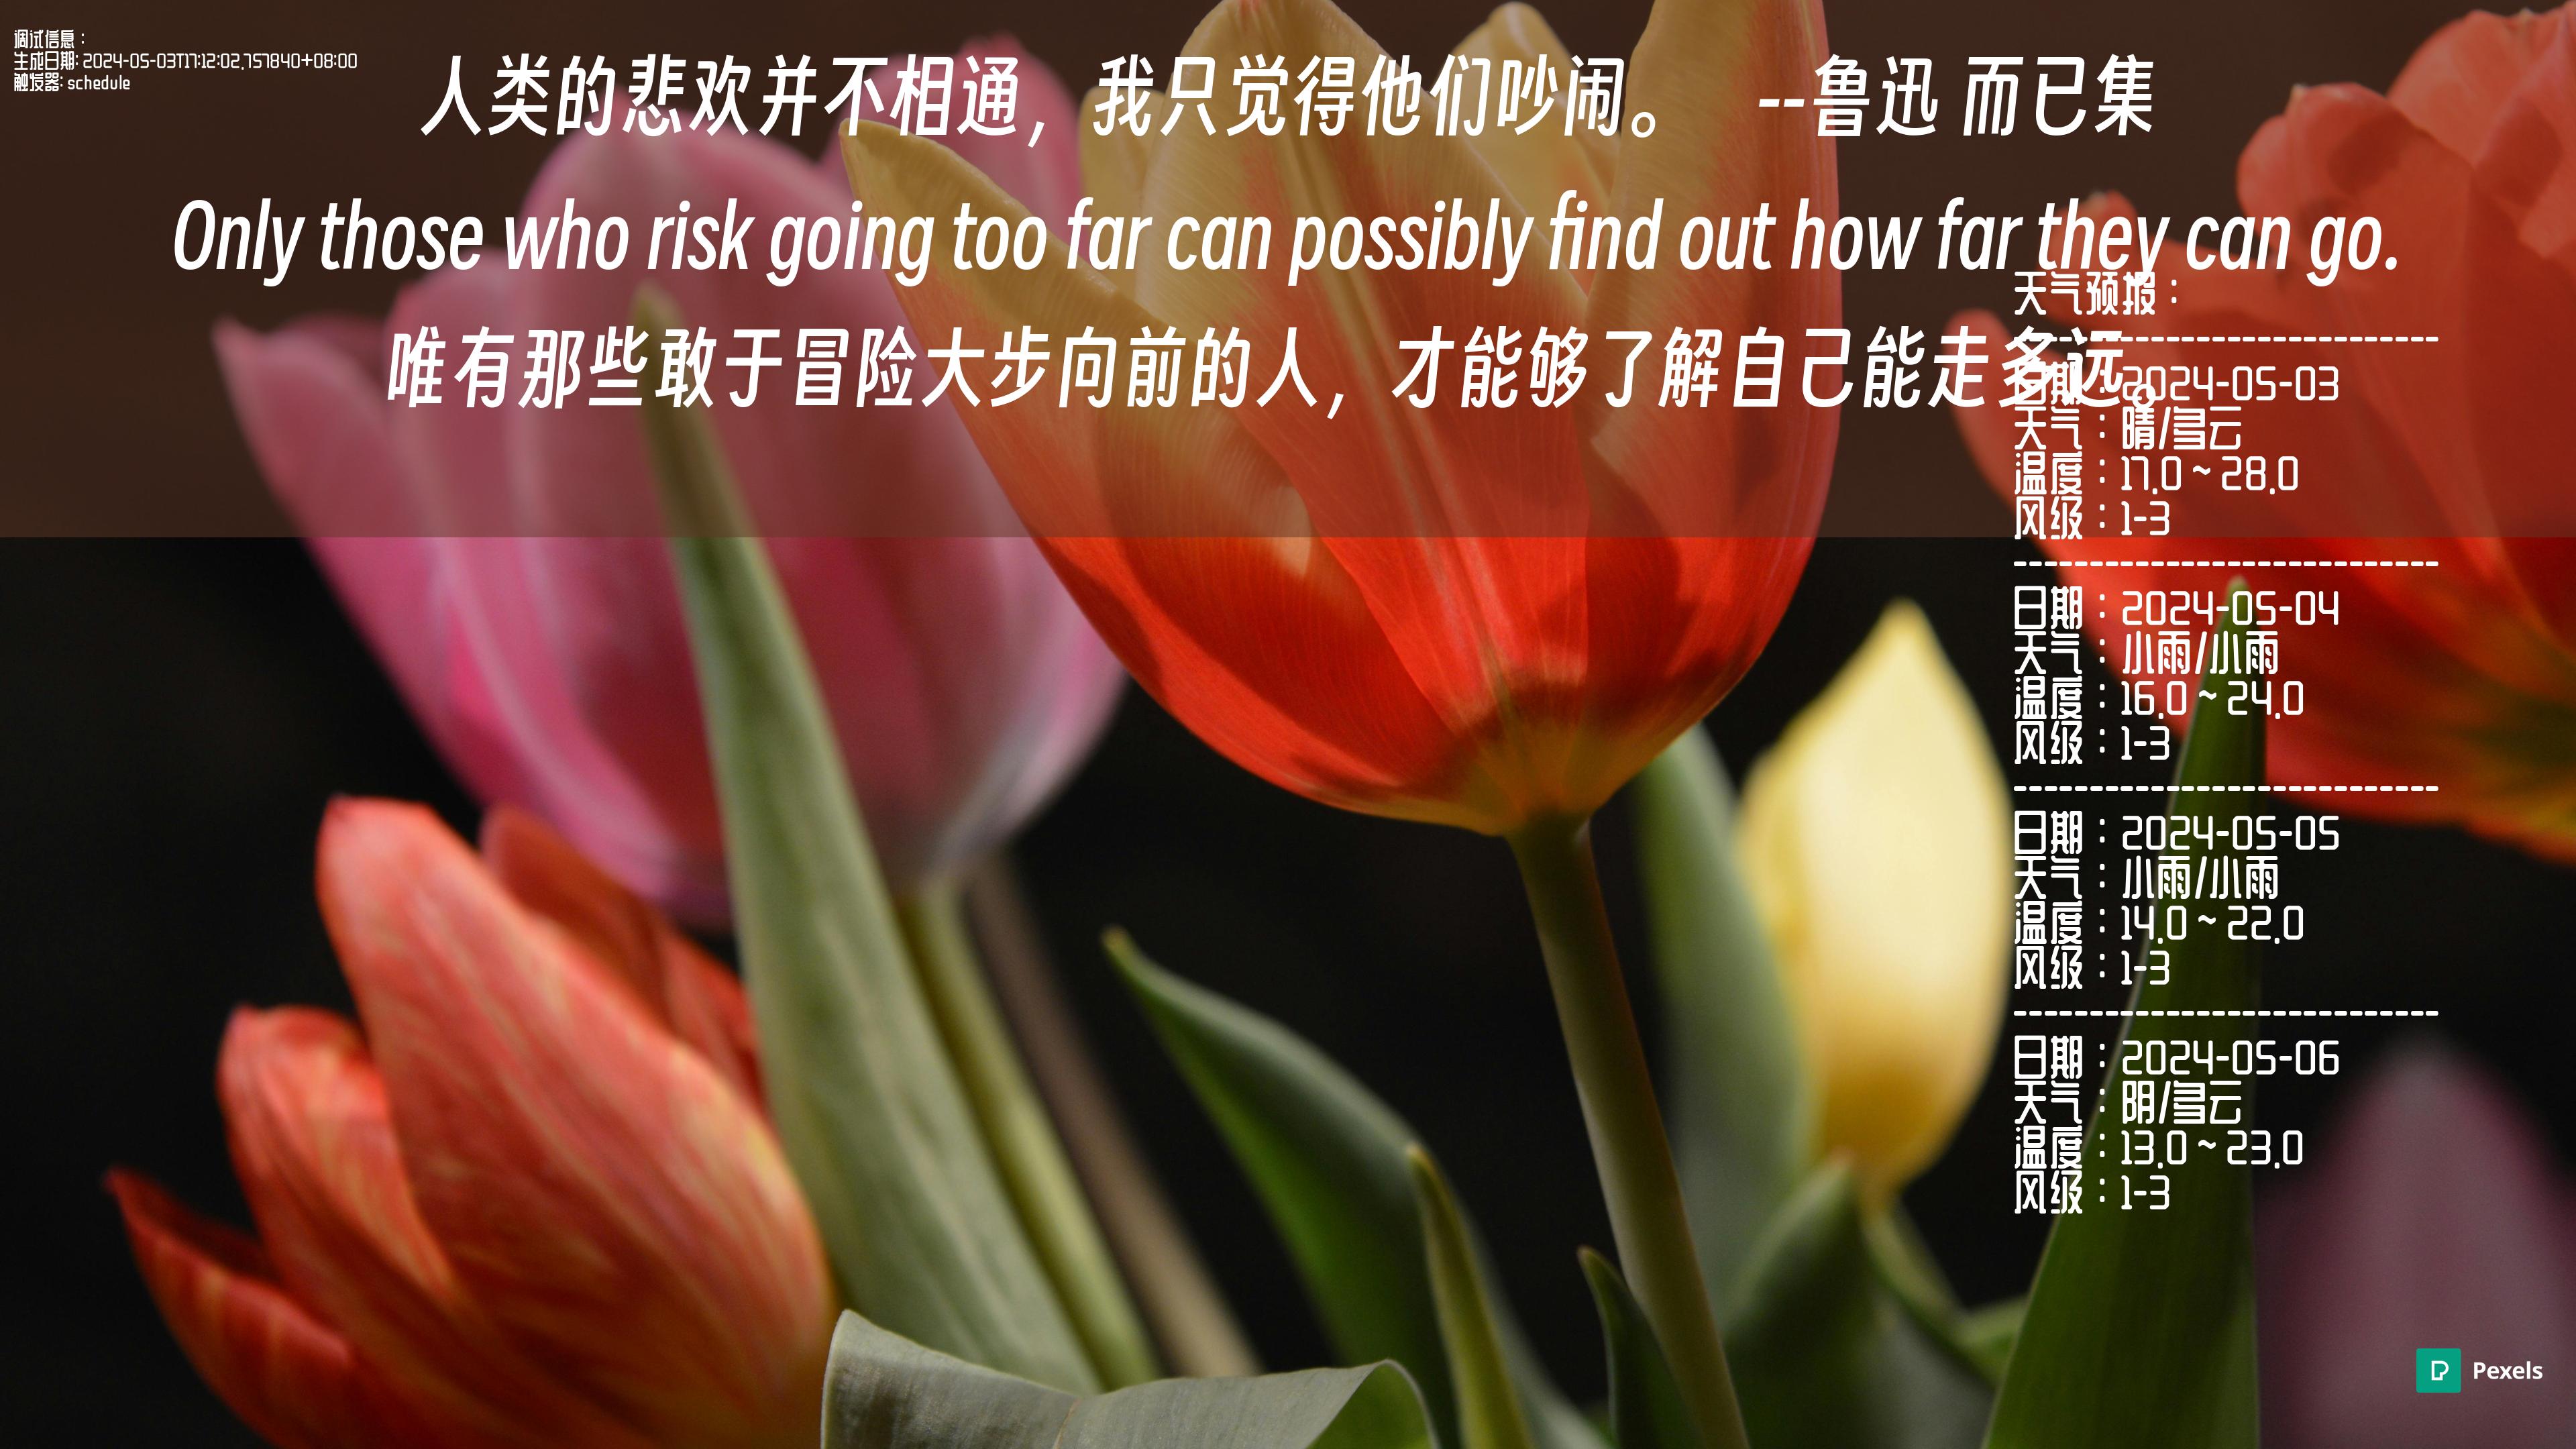 调试信息：
生成日期: 2024-05-03T17:12:02.757840+08:00
触发器: schedule
人类的悲欢并不相通，我只觉得他们吵闹。 --鲁迅 而已集
Only those who risk going too far can possibly find out how far they can go.
唯有那些敢于冒险大步向前的人，才能够了解自己能走多远。
天气预报：
------------------------------
日期：2024-05-03
天气：晴/多云
温度：17.0 ~ 28.0
风级：1-3
------------------------------
日期：2024-05-04
天气：小雨/小雨
温度：16.0 ~ 24.0
风级：1-3
------------------------------
日期：2024-05-05
天气：小雨/小雨
温度：14.0 ~ 22.0
风级：1-3
------------------------------
日期：2024-05-06
天气：阴/多云
温度：13.0 ~ 23.0
风级：1-3
Pexels